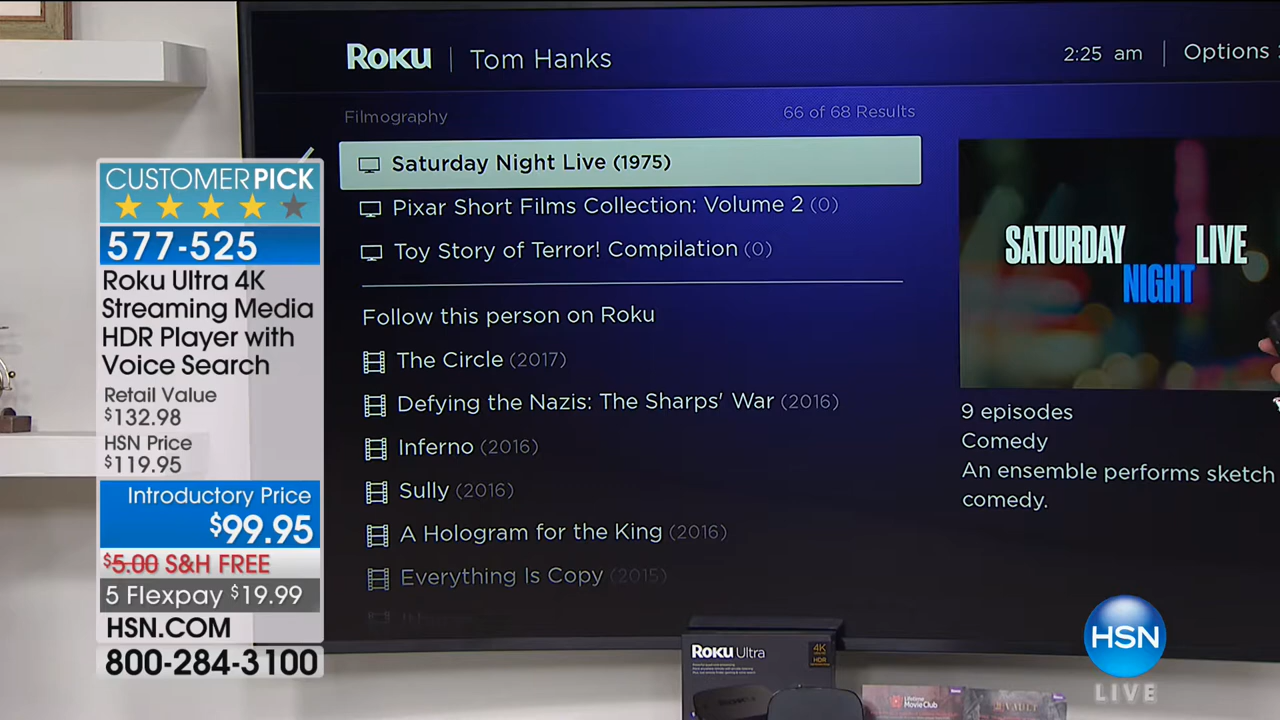 ROKU | Tom Hanks
2:25 am | Options
Filmography
66 of 68 Results
Saturday Night Live (1975)
Pixar Short Films Collection: Volume 2 (0)
Toy Story of Terror! Compilation (0)
Follow this person on Roku
The Circle (2017)
Defying the Nazis: The Sharps' War (2016)
Inferno (2016)
Sully (2016)
A Hologram for the King (2016)
Everything Is Copy (2015)
SATURDAY NIGHT LIVE
9 episodes
Comedy
An ensemble performs sketch
comedy.
CUSTOMER PICK
577-525
Roku Ultra 4K
Streaming Media
HDR Player with
Voice Search
Retail Value
$132.98
HSN Price
$119.95
Introductory Price
$99.95
$5.00 S&H FREE
5 Flexpay $19.99
HSN.COM
800-284-3100
ROKU Ultra
4K
HDR
Lifetime
Movie Club
VAULT
HSN
LIVE